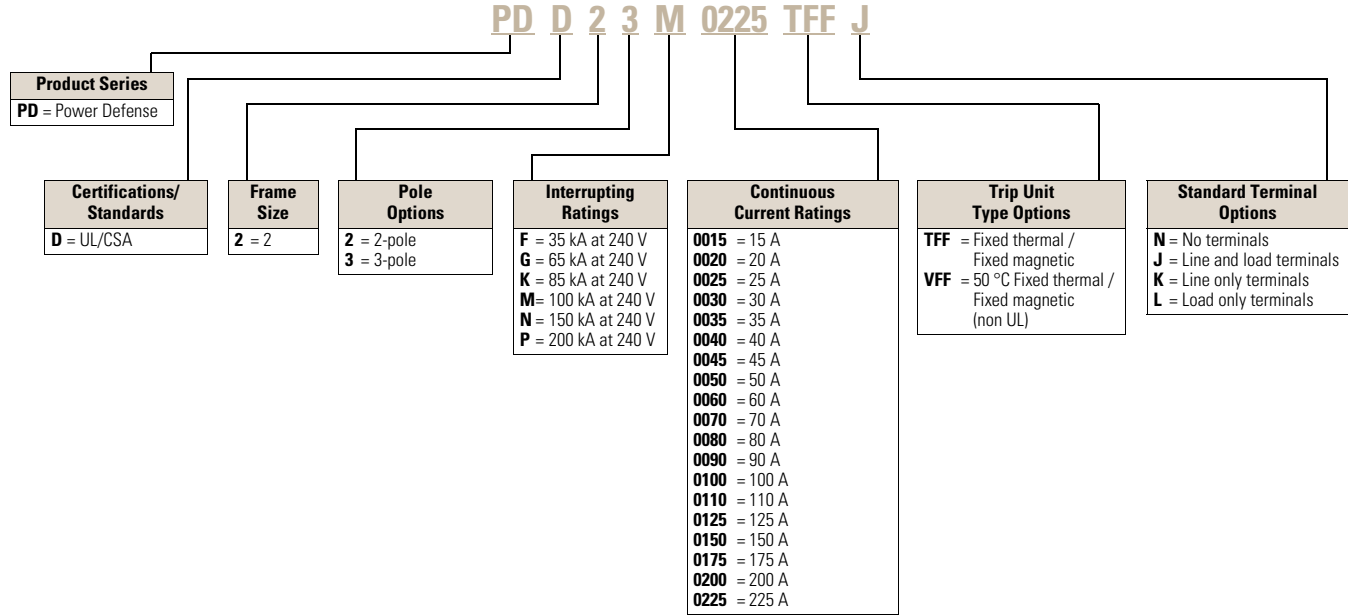 PD D 2 3 M 0225 TFF J
Product Series
PD = Power Defense
Certifications/
Standards
D = UL/CSA
Frame
Size
2 = 2
Pole
Options
2 = 2-pole
3 = 3-pole
Interrupting
Ratings
F = 35 kA at 240 V
G = 65 kA at 240 V
K = 85 kA at 240 V
M= 100 kA at 240 V
N = 150 kA at 240 V
P = 200 kA at 240 V
Continuous
Current Ratings
0015 = 15 A
0020 = 20 A
0025 = 25 A
0030 = 30 A
0035 = 35 A
0040 = 40 A
0045 = 45 A
0050 = 50 A
0060 = 60 A
0070 = 70 A
0080 = 80 A
0090 = 90 A
0100 = 100 A
0110 = 110 A
0125 = 125 A
0150 = 150 A
0175 = 175 A
0200 = 200 A
0225 = 225 A
Trip Unit
Type Options
TFF = Fixed thermal /
Fixed magnetic
VFF = 50 °C Fixed thermal /
Fixed magnetic
(non UL)
Standard Terminal
Options
N = No terminals
J = Line and load terminals
K = Line only terminals
L = Load only terminals